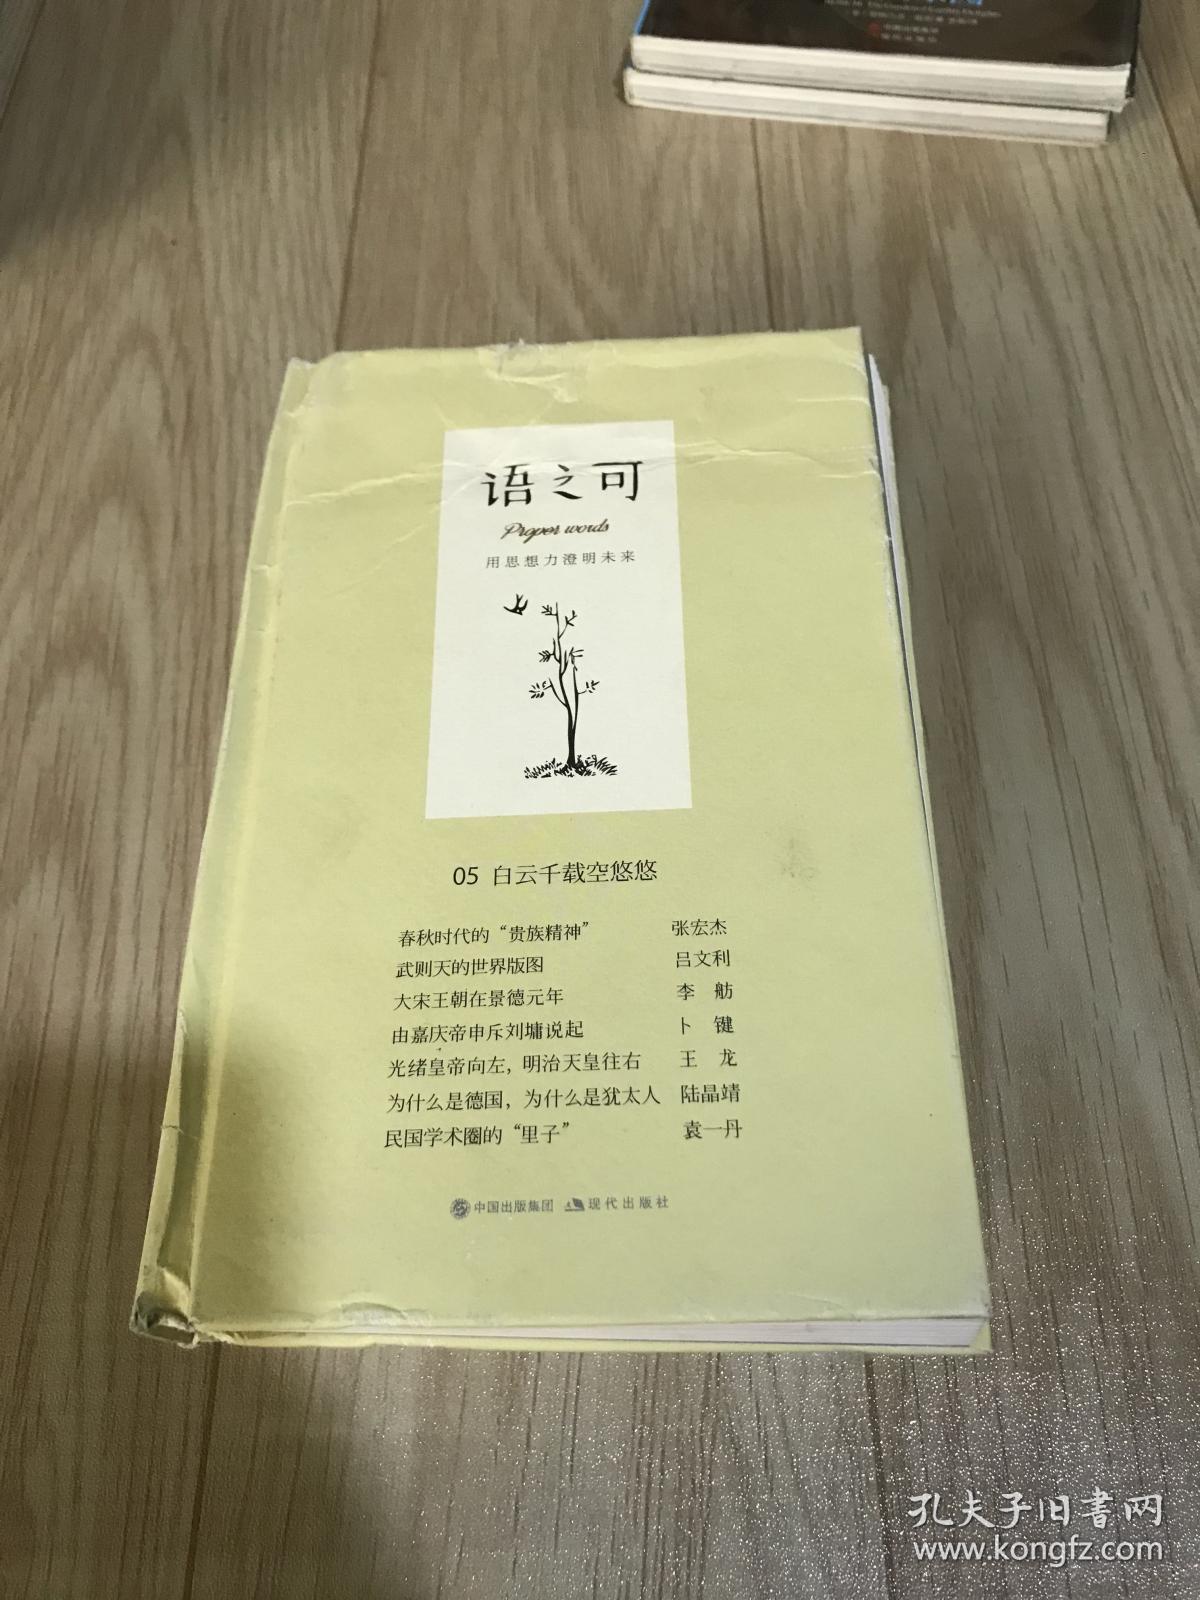 语之可
Proper words
用思想力澄明未来
05 白云千载空悠悠
春秋时代的“贵族精神” 张宏杰
武则天的世界版图 吕文利
大宋王朝在景德元年 李 舫
由嘉庆帝申斥刘墉说起 卜 键
光绪皇帝向左，明治天皇往右 王 龙
为什么是德国，为什么是犹太人 陆晶靖
民国学术圈的“里子” 袁一丹
中国出版集团 现代出版社
孔夫子旧书网
www.kongfz.com